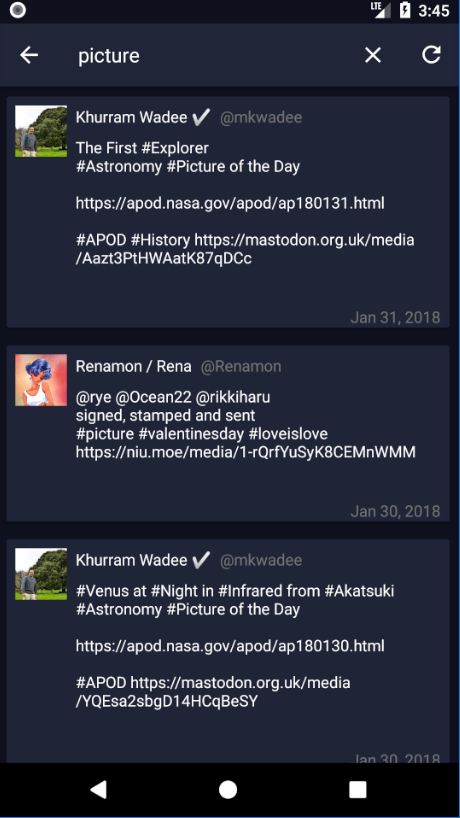 LTE 3:45
picture
Khurram Wadee ✔ @mkwadee
The First #Explorer
#Astronomy #Picture of the Day
https://apod.nasa.gov/apod/ap180131.html
#APOD #History https://mastodon.org.uk/media
/Aazt3PtHWAatK87qDCc
Jan 31, 2018
Renamon / Rena @Renamon
@rye @Ocean22 @rikkiharu
signed, stamped and sent
#picture #valentinesday #loveislove
https://niu.moe/media/1-rQrfYuSyK8CEMnWMM
Jan 30, 2018
Khurram Wadee ✔ @mkwadee
#Venus at #Night in #Infrared from #Akatsuki
#Astronomy #Picture of the Day
https://apod.nasa.gov/apod/ap180130.html
#APOD https://mastodon.org.uk/media
/YQEsa2sbgD14HCqBeSY
Jan 30, 2018